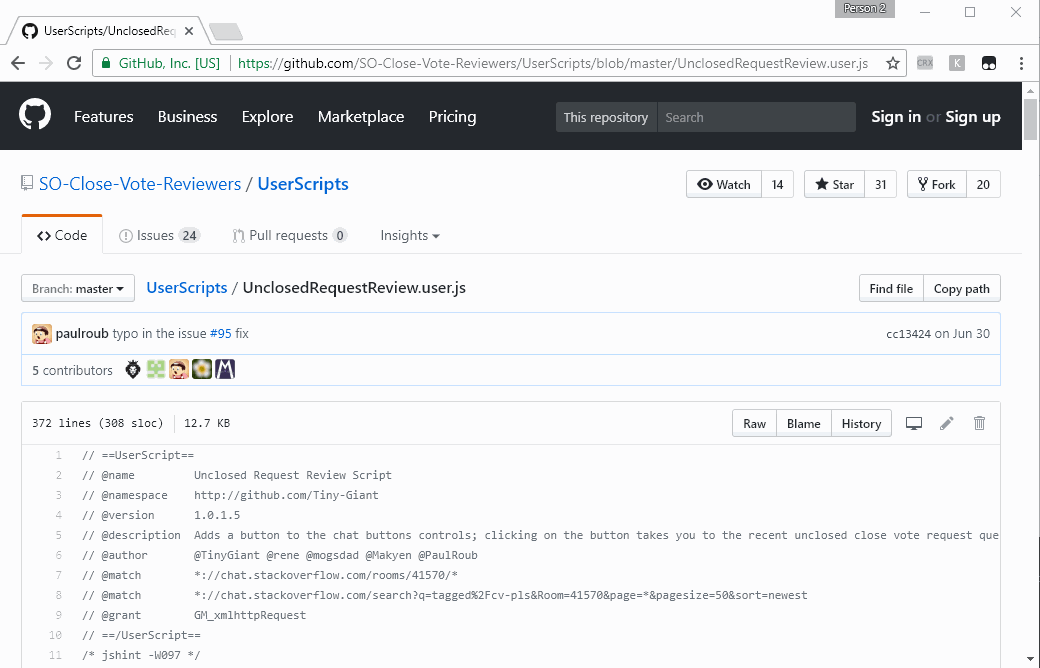 Person 2
UserScripts/UnclosedReq
GitHub, Inc. [US] https://github.com/SO-Close-Vote-Reviewers/UserScripts/blob/master/UnclosedRequestReview.user.js
CRX K
Features Business Explore Marketplace Pricing This repository Search Sign in or Sign up
SO-Close-Vote-Reviewers / UserScripts Watch 14 Star 31 Fork 20
Code Issues 24 Pull requests 0 Insights
Branch: master UserScripts / UnclosedRequestReview.user.js Find file Copy path
paulroub typo in the issue #95 fix cc13424 on Jun 30
5 contributors
372 lines (308 sloc) 12.7 KB Raw Blame History
1 // ==UserScript==
2 // @name Unclosed Request Review Script
3 // @namespace http://github.com/Tiny-Giant
4 // @version 1.0.1.5
5 // @description Adds a button to the chat buttons controls; clicking on the button takes you to the recent unclosed close vote request que
6 // @author @TinyGiant @rene @mogsdad @Makyen @PaulRoub
7 // @match *://chat.stackoverflow.com/rooms/41570/*
8 // @match *://chat.stackoverflow.com/search?q=tagged%2Fcv-pls&Room=41570&page=*&pagesize=50&sort=newest
9 // @grant GM_xmlhttpRequest
10 // ==/UserScript==
11 /* jshint -W097 */